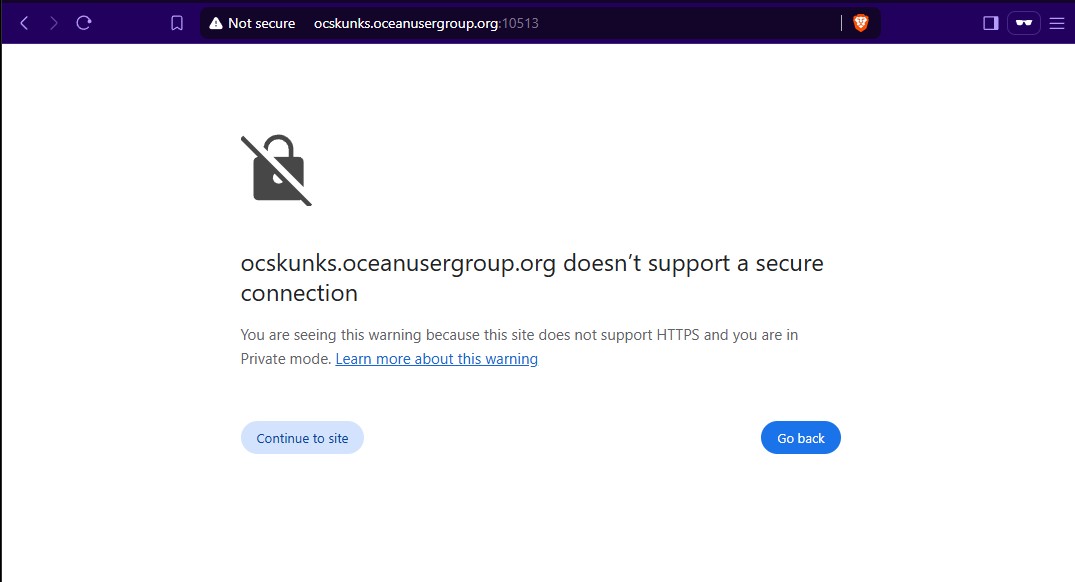 Not secure ocskunks.oceanusergroup.org:10513
ocskunks.oceanusergroup.org doesn’t support a secure
connection
You are seeing this warning because this site does not support HTTPS and you are in
Private mode. Learn more about this warning
Continue to site Go back